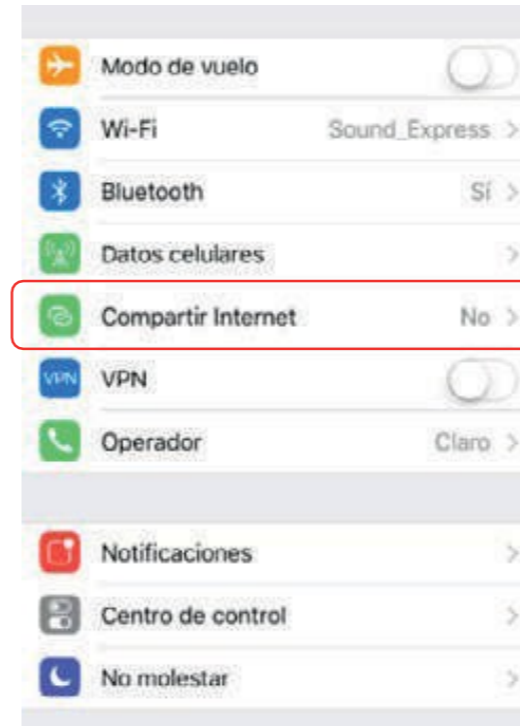 Modo de vuelo
Wi-Fi Sound_Express
Bluetooth Sí
Datos celulares
Compartir Internet No
VPN VPN
Operador Claro
Notificaciones
Centro de control
No molestar